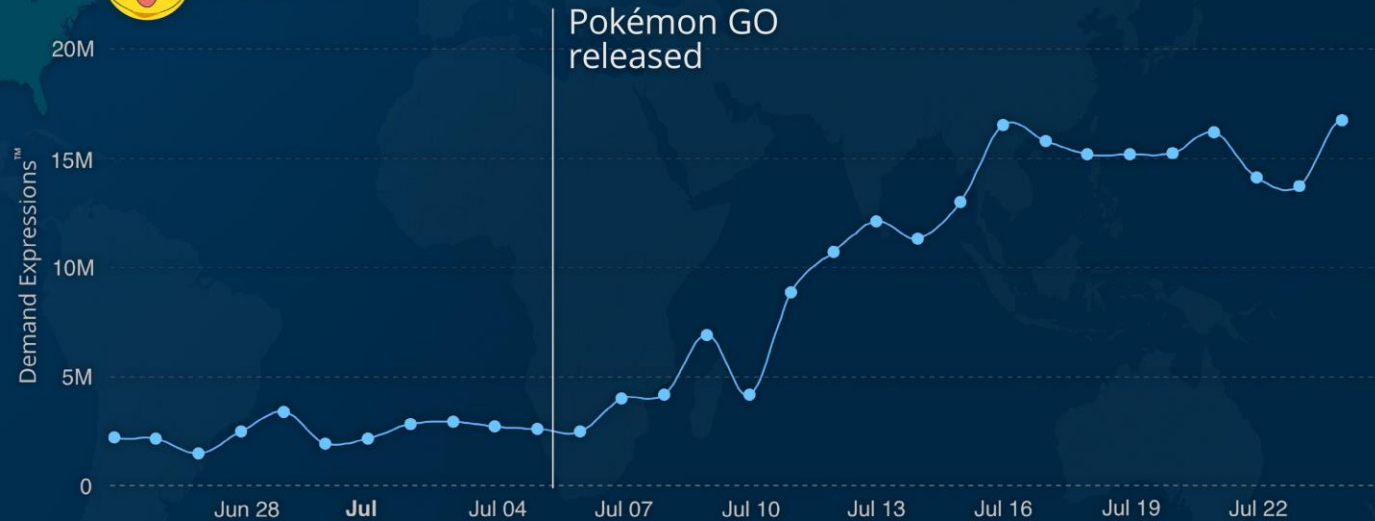 Pokémon GO
released
20M
15M
10M
5M
0
Demand Expressions™
Jun 28 Jul Jul 04 Jul 07 Jul 10 Jul 13 Jul 16 Jul 19 Jul 22